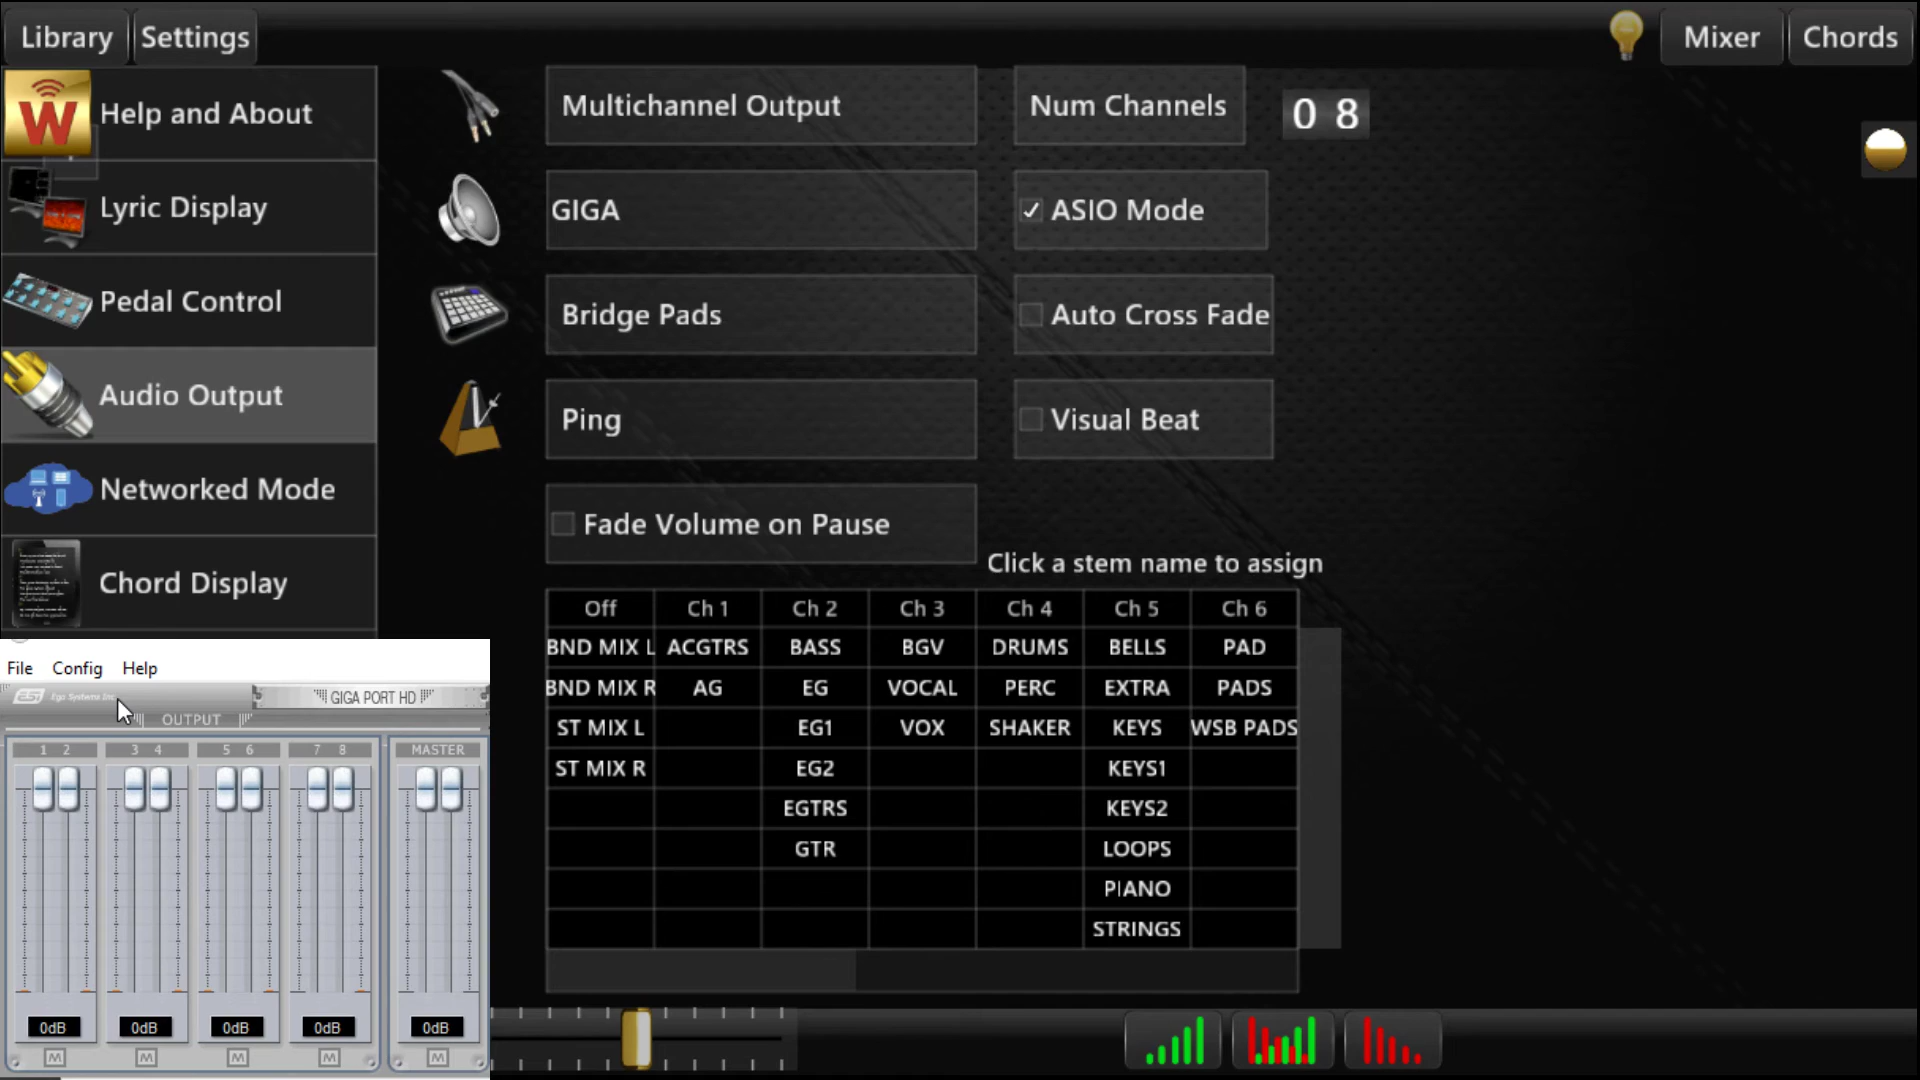 Library Settings Mixer Chords
W Help and About
Lyric Display
Pedal Control
Audio Output
Networked Mode
Chord Display
Multichannel Output Num Channels 0 8
GIGA ✓ ASIO Mode
Bridge Pads Auto Cross Fade
Ping Visual Beat
Fade Volume on Pause
Click a stem name to assign
Off Ch 1 Ch 2 Ch 3 Ch 4 Ch 5 Ch 6
BND MIX L ACGTRS BASS BGV DRUMS BELLS PAD
BND MIX R AG EG VOCAL PERC EXTRA PADS
ST MIX L EG1 VOX SHAKER KEYS WSB PADS
ST MIX R EG2 KEYS1
EGTRS KEYS2
GTR LOOPS
PIANO
STRINGS
File Config Help
ESI Ego Systems Inc. GIGA PORT HD
OUTPUT
1 2 3 4 5 6 7 8 MASTER
0dB 0dB 0dB 0dB 0dB
M M M M M